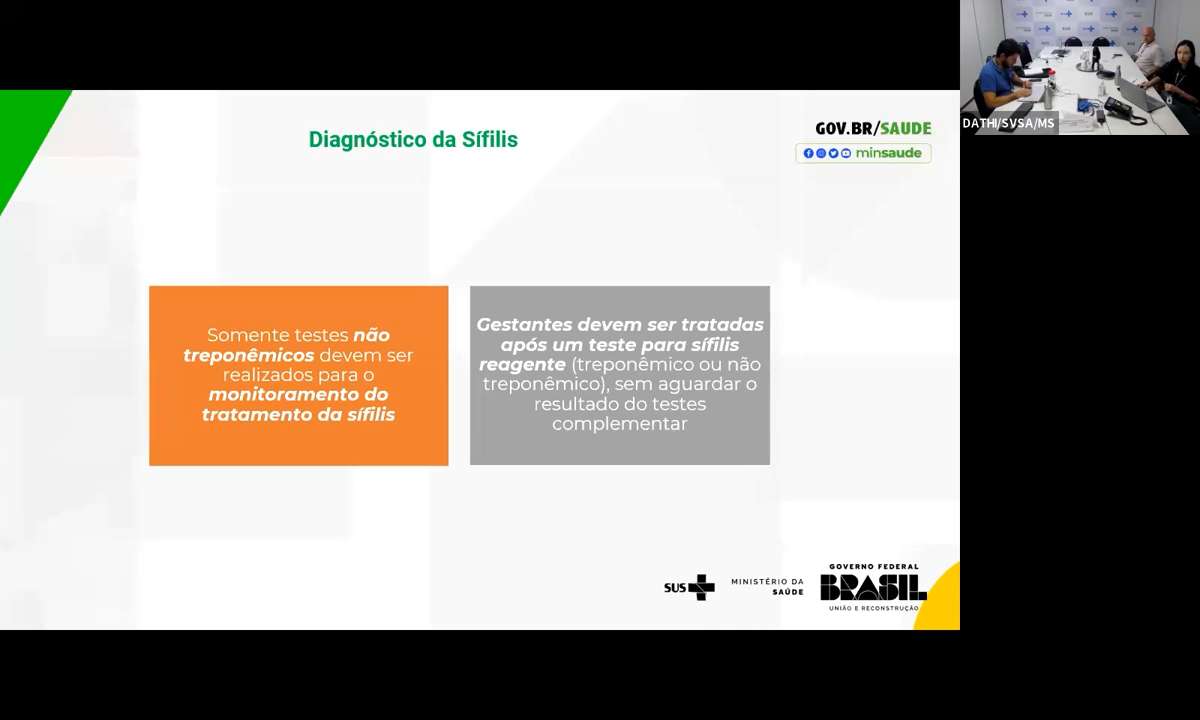 Diagnóstico da Sífilis
GOV.BR/SAUDE
minsaude
Somente testes não
treponêmicos devem ser
realizados para o
monitoramento do
tratamento da sífilis
Gestantes devem ser tratadas
após um teste para sífilis
reagente (treponêmico ou não
treponêmico), sem aguardar o
resultado do testes
complementar
SUS
MINISTÉRIO DA
SAÚDE
GOVERNO FEDERAL
BRASIL
UNIÃO E RECONSTRUÇÃO
DATHI/SVSA/MS